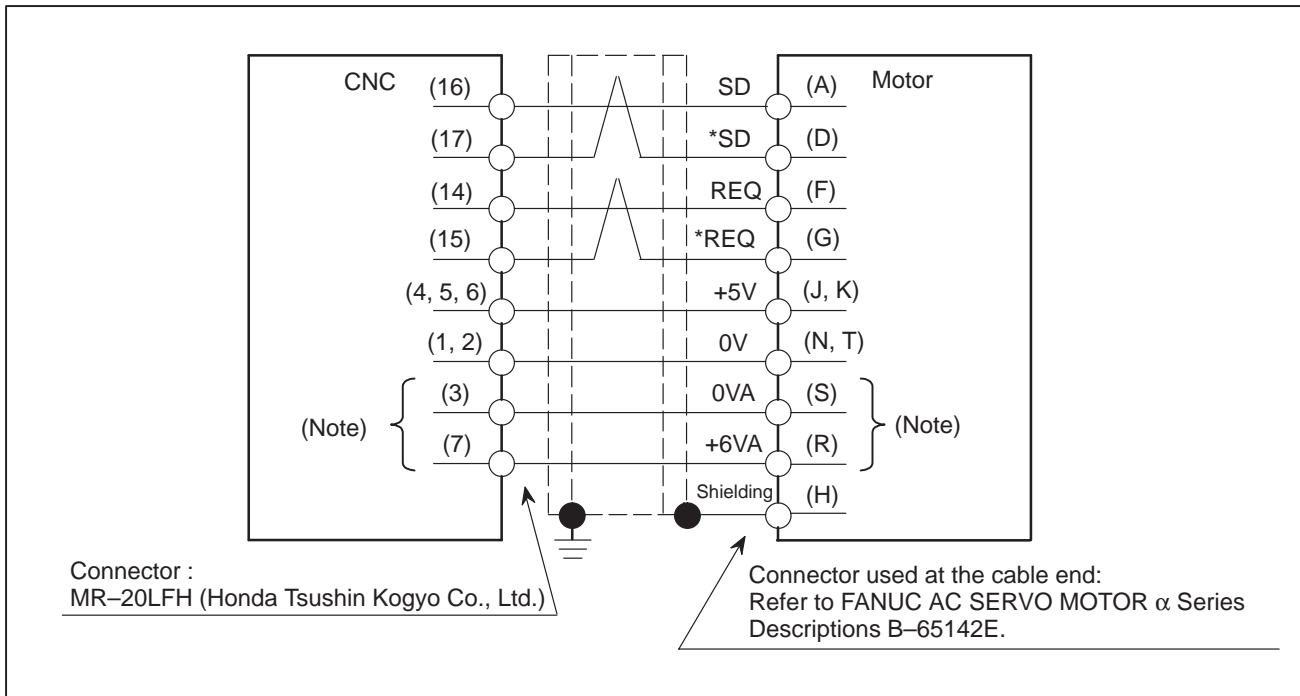 CNC (16) SD (A) Motor
(17) *SD (D)
(14) REQ (F)
(15) *REQ (G)
(4, 5, 6) +5V (J, K)
(1, 2) 0V (N, T)
(3) 0VA (S)
(Note) (Note)
(7) +6VA (R)
Shielding (H)
Connector :
MR–20LFH (Honda Tsushin Kogyo Co., Ltd.)
Connector used at the cable end:
Refer to FANUC AC SERVO MOTOR α Series
Descriptions B–65142E.